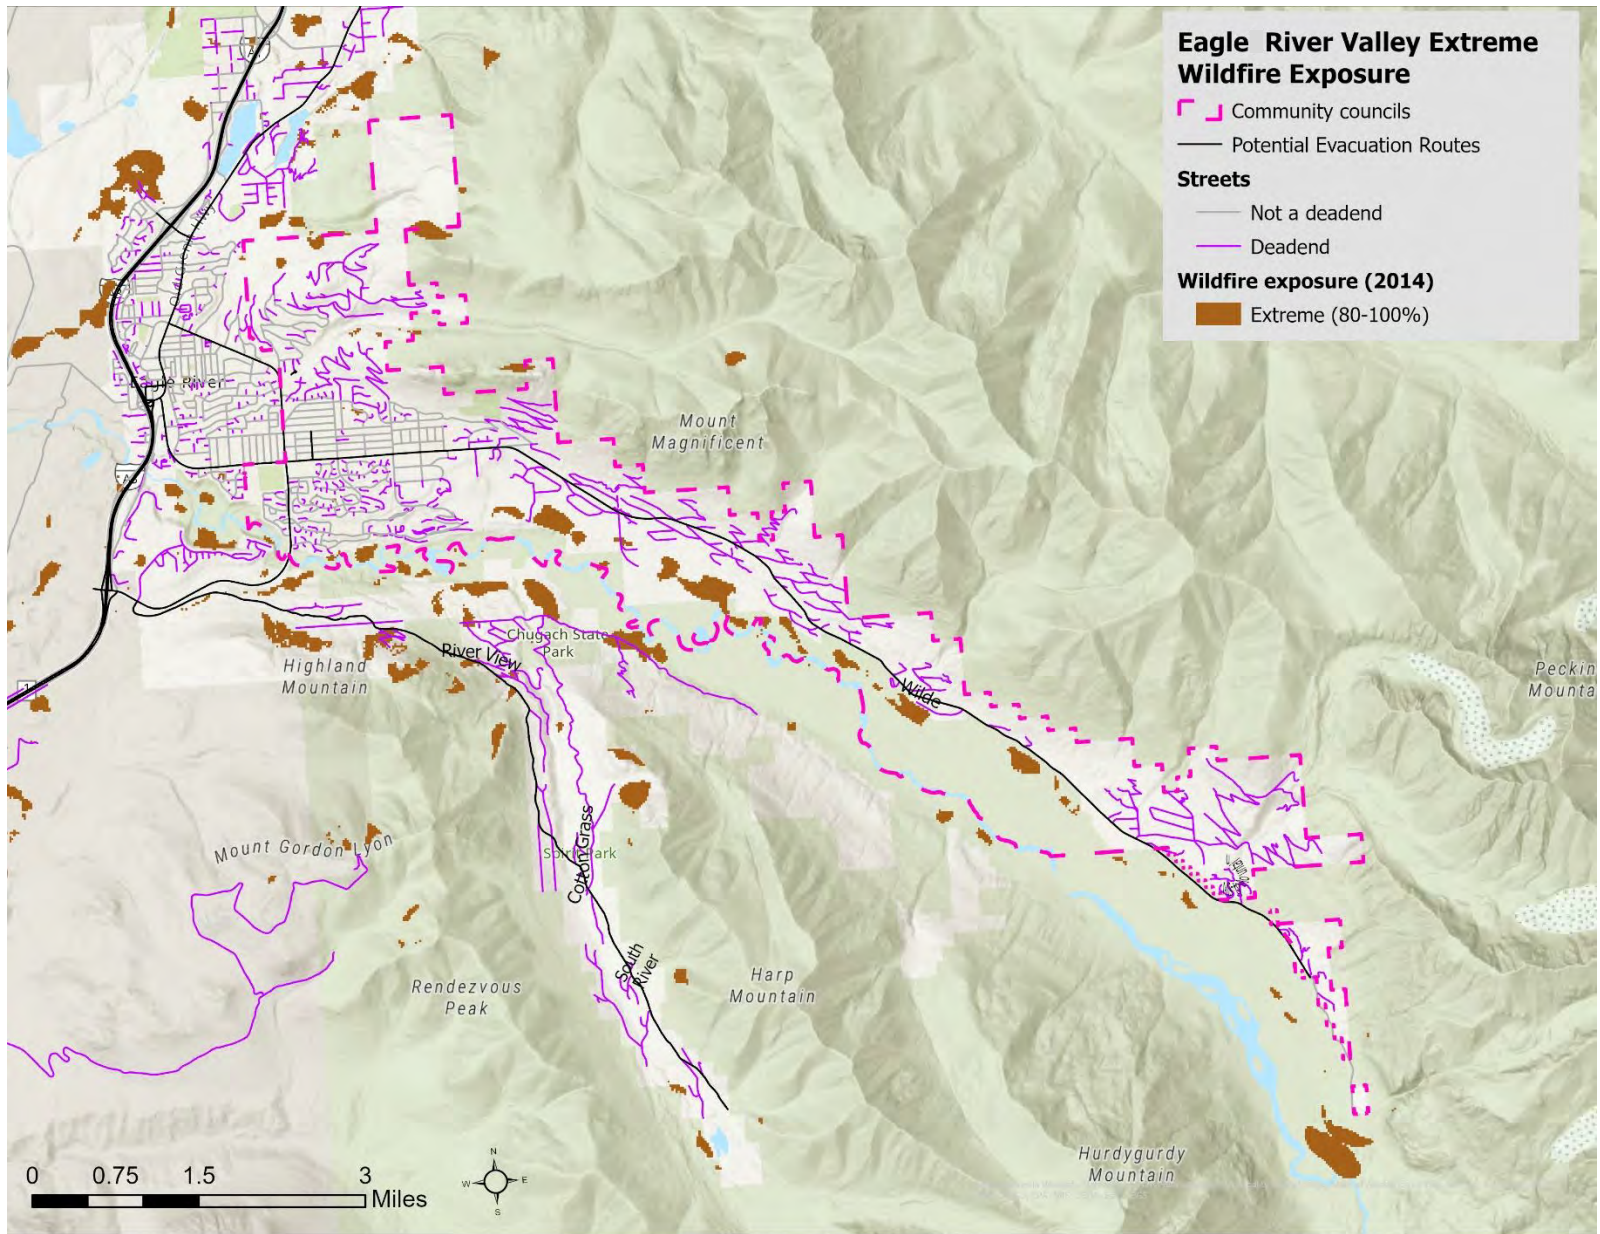 Eagle River Valley Extreme
Wildfire Exposure
Community councils
Potential Evacuation Routes
Streets
Not a deadend
Deadend
Wildfire exposure (2014)
Extreme (80-100%)
Eagle River
Mount
Magnificent
Chugach State
Park
River View
Highland
Mountain
Wilde
Peckin
Mounta
1
Mount Gordon Lyon
Cotton Grass
Park
South
River
Rendezvous
Peak
Harp
Mountain
Hurdygurdy
Mountain
0 0.75 1.5 3
Miles
N
W E
S